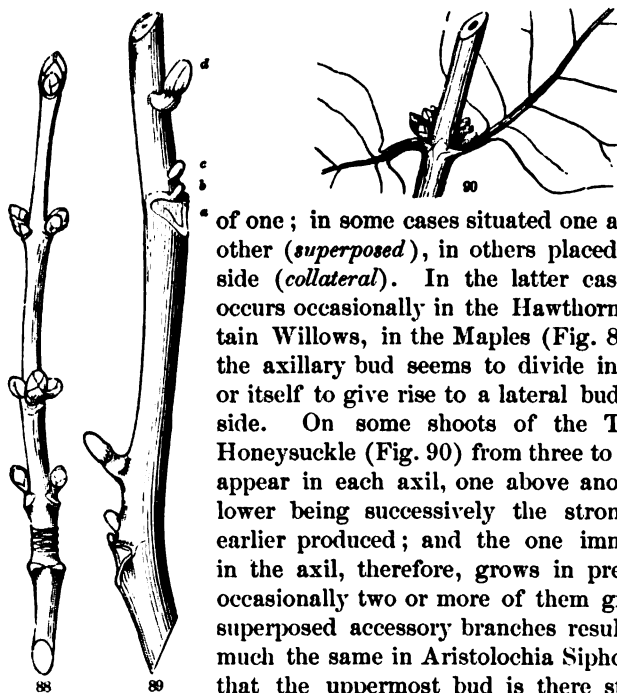 d
c
b
a
90
of one ; in some cases situated one a
other (superposed), in others placed
side (collateral). In the latter cas
occurs occasionally in the Hawthorn
tain Willows, in the Maples (Fig. 8
the axillary bud seems to divide in
or itself to give rise to a lateral bud
side. On some shoots of the T
Honeysuckle (Fig. 90) from three to
appear in each axil, one above ano
lower being successively the stron
earlier produced ; and the one imm
in the axil, therefore, grows in pre
occasionally two or more of them g
superposed accessory branches resul
much the same in Aristolochia Sipho
that the uppermost bud is there st
88
89